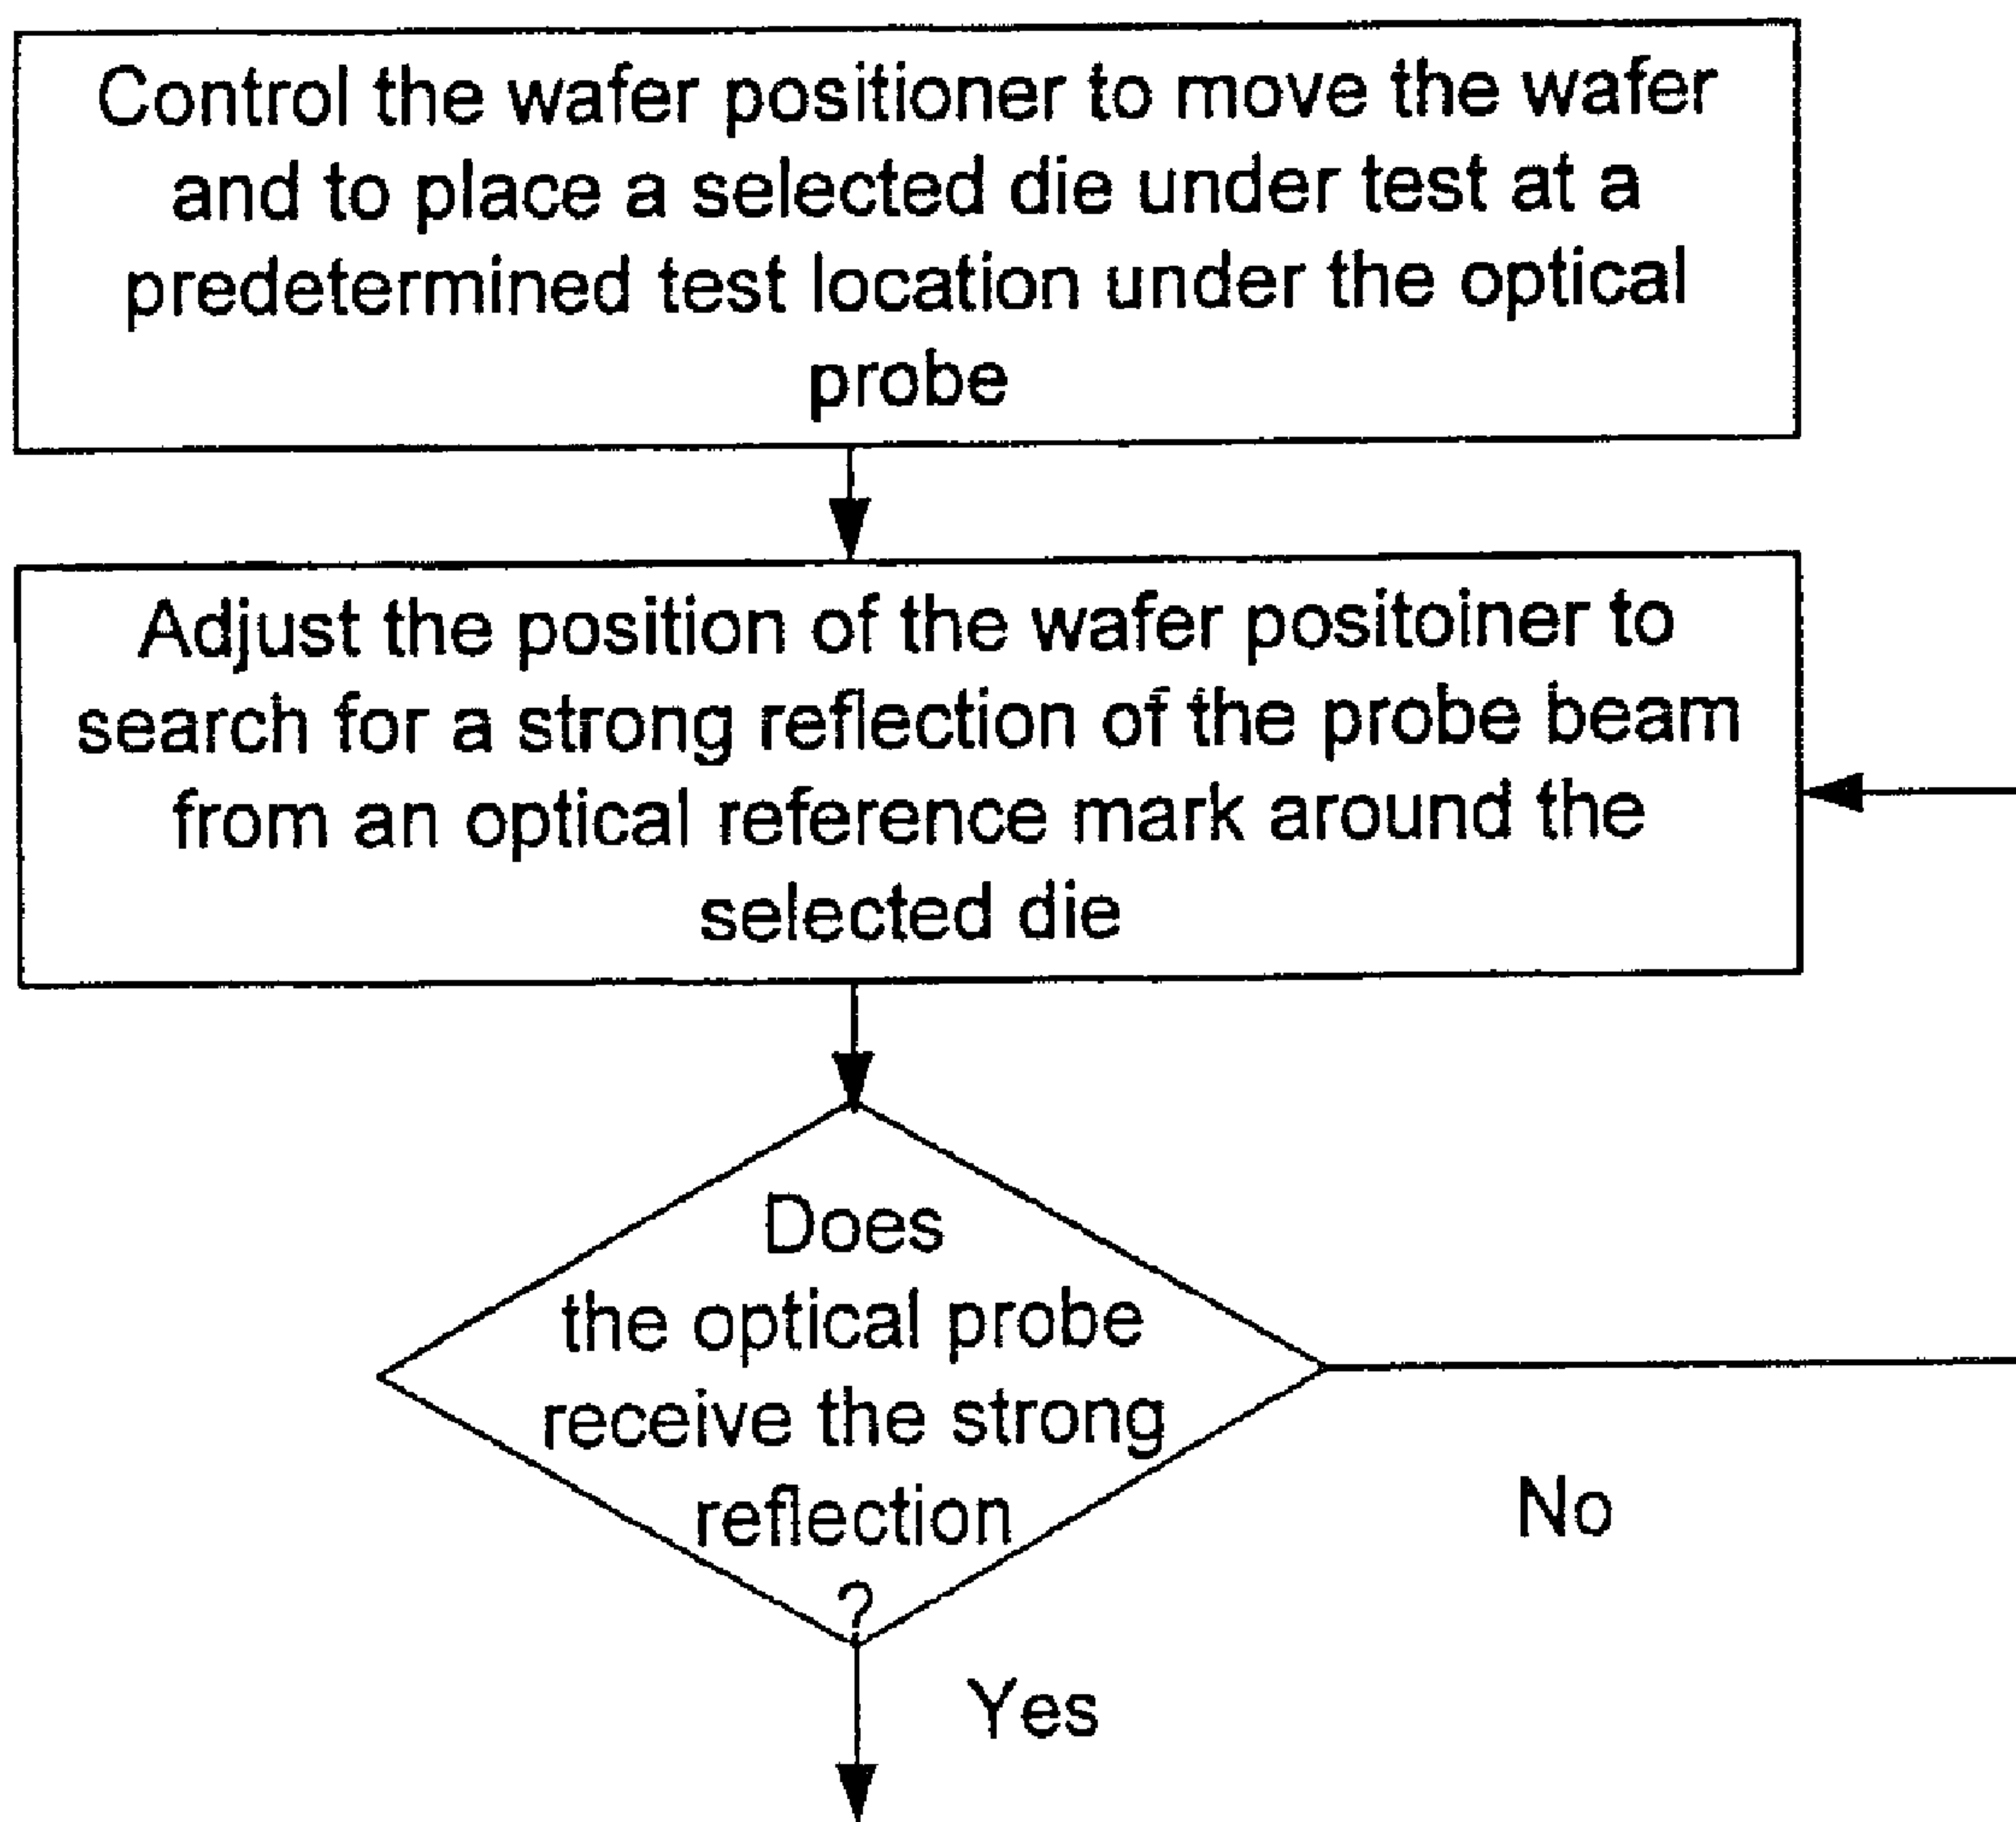 Control the wafer positioner to move the wafer
and to place a selected die under test at a
predetermined test location under the optical
probe
Adjust the position of the wafer positoiner to
search for a strong reflection of the probe beam
from an optical reference mark around the
selected die
Does
the optical probe
receive the strong
reflection
?
No
Yes